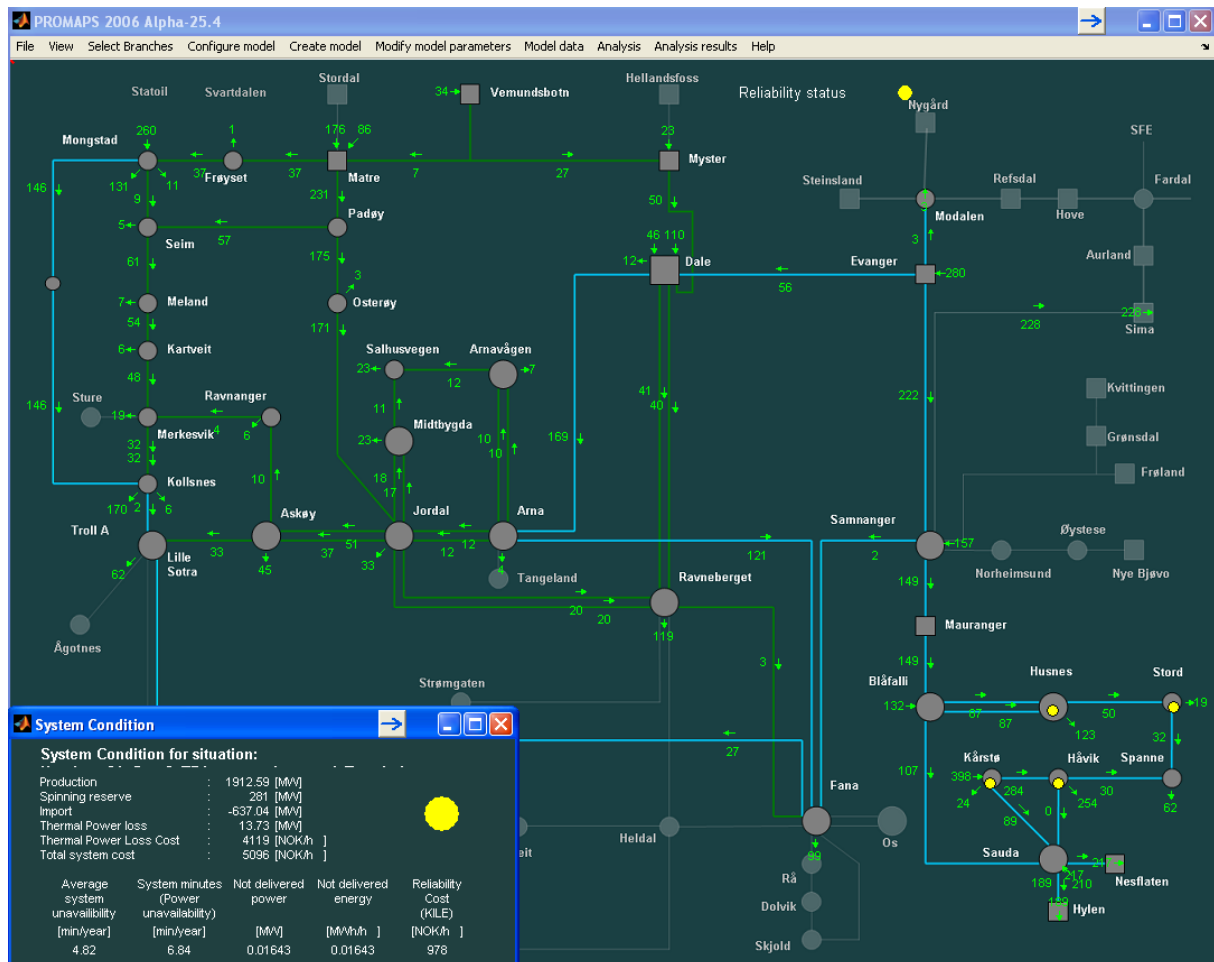 PROMAPS 2006 Alpha-25.4
File View Select Branches Configure model Create model Modify model parameters Model data Analysis Analysis results Help
Stordal Hellandsfoss
Statoil Svartdalen 34 Vemundsbotn Reliability status
Nygård
Mongstad 260 1 176 86 23 SFE
131 11 37 Frøyset 37 Matre 7 27 Myster
146 9 231 50 Steinsland Refsdal Fardal
Hove
5 Padøy Modalen
Seim 57 46 110 3
61 175 3 12 Dale Evanger Aurland
280
56
7 Meland Osterøy
54 171 228 228
Sima
6 Kartveit Salhusvegen Arnavågen
23 12 7
48 Kvittingen
Sture Ravnanger 11 41 222
146 19 4 6 Midtbygda 40
Merkesvik 23 10 169 Grønsdal
32 10
32 18 Frøland
Kollsnes 10 17
170 2 6 Askøy Jordal Arna Samnanger Øystese
Troll A 51 157
33 37 12 12 121 2
Lille
Sotra
62 45 33 4 Tangeland Ravneberget 149 Norheimsund Nye Bjøvo
20 20
119 Mauranger
Ågotnes 3 149 Husnes Stord
Strømgaten Blåfalli
132 87 50 19
87 123
27 32
Kårstø Håvik Spanne
398 284 30
107 24 0 254 62
Fana 89
Heldal Os Sauda
99 217
217
Rå 189 210 Nesflaten
Dolvik 189 Hylen
Skjold
eit
System Condition
System Condition for situation:
Production : 1912.59 [MW]
Spinning reserve : 281 [MW]
Import : -637.04 [MW]
Thermal Power loss : 13.73 [MW]
Thermal Power Loss Cost : 4119 [NOK/h ]
Total system cost : 5096 [NOK/h ]
Average System minutes Not delivered Not delivered Reliability
system (Power power energy Cost
unavailibility unavailability) (KILE)
[min/year] [min/year] [MW] [MWh/h ] [NOK/h ]
4.82 6.84 0.01643 0.01643 978